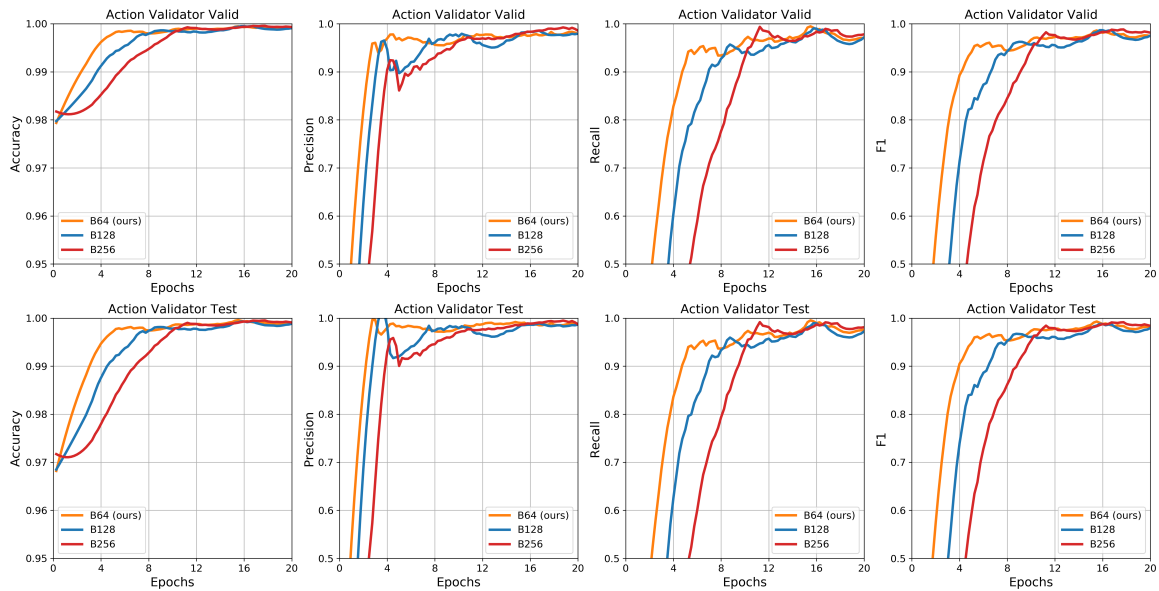 Action Validator Valid
Accuracy
1.00
0.99
0.98
0.97
0.96
0.95
B64 (ours)
B128
B256
0 4 8 12 16 20
Epochs
Action Validator Valid
Precision
1.0
0.9
0.8
0.7
0.6
0.5
B64 (ours)
B128
B256
0 4 8 12 16 20
Epochs
Action Validator Valid
Recall
1.0
0.9
0.8
0.7
0.6
0.5
B64 (ours)
B128
B256
0 4 8 12 16 20
Epochs
Action Validator Valid
F1
1.0
0.9
0.8
0.7
0.6
0.5
B64 (ours)
B128
B256
0 4 8 12 16 20
Epochs
Action Validator Test
Accuracy
1.00
0.99
0.98
0.97
0.96
0.95
B64 (ours)
B128
B256
0 4 8 12 16 20
Epochs
Action Validator Test
Precision
1.0
0.9
0.8
0.7
0.6
0.5
B64 (ours)
B128
B256
0 4 8 12 16 20
Epochs
Action Validator Test
Recall
1.0
0.9
0.8
0.7
0.6
0.5
B64 (ours)
B128
B256
0 4 8 12 16 20
Epochs
Action Validator Test
F1
1.0
0.9
0.8
0.7
0.6
0.5
B64 (ours)
B128
B256
0 4 8 12 16 20
Epochs